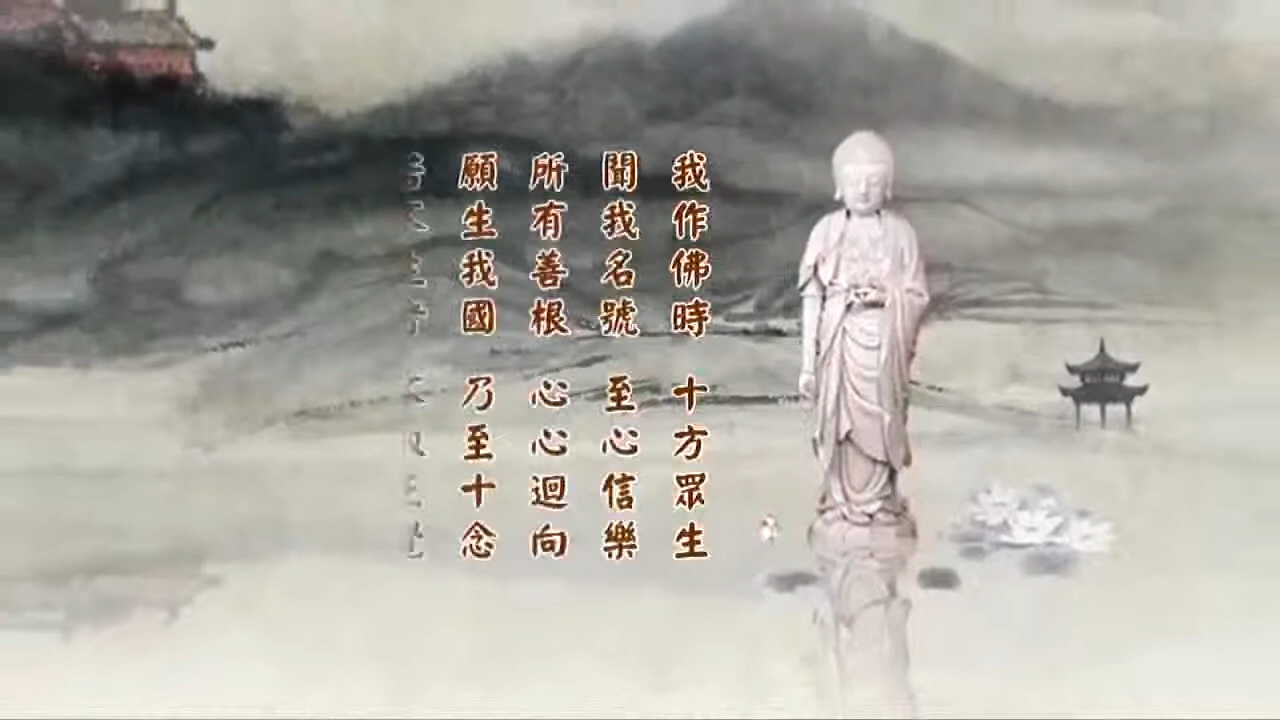 我作佛時 十方眾生
聞我名號 至心信樂
所有善根 心心迴向
願生我國 乃至十念